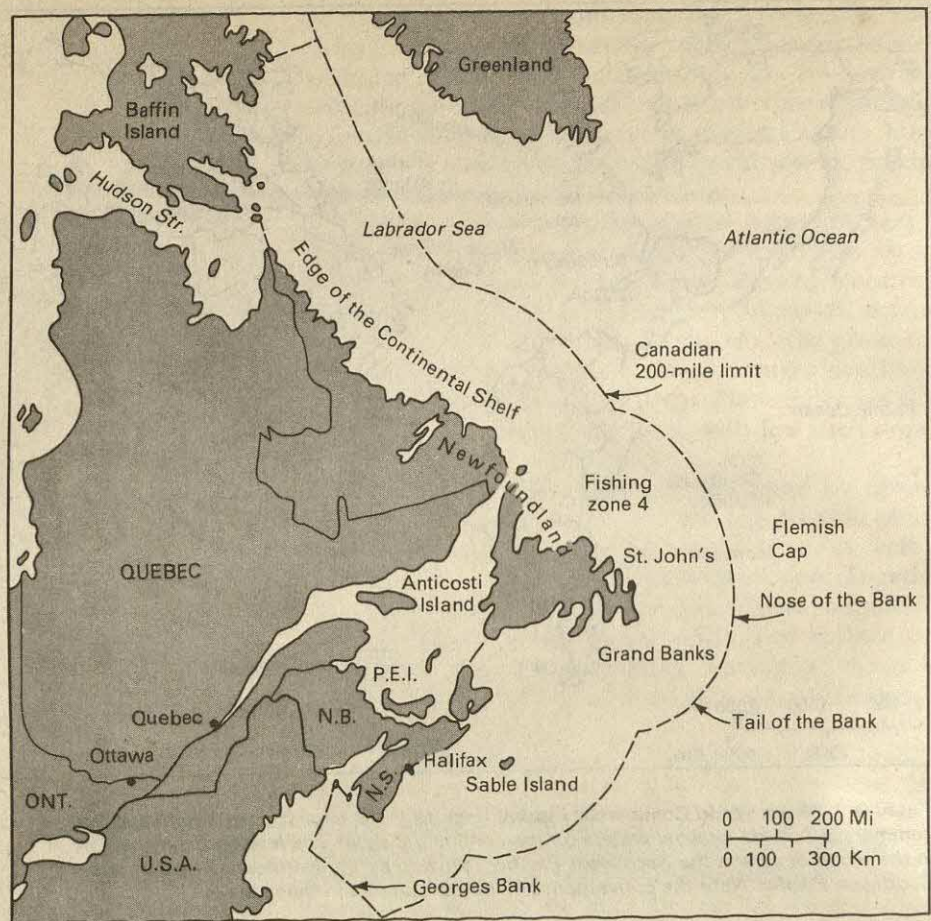 Greenland
Baffin
Island
Hudson Str.
Labrador Sea
Atlantic Ocean
Edge of the Continental Shelf
Canadian
200-mile limit
Newfoundland
Fishing
zone 4
Flemish
Cap
St. John's
QUEBEC
Anticosti
Island
Nose of the Bank
Grand Banks
P.E.I.
Quebec
N.B.
Tail of the Bank
Ottawa
Halifax
Sable Island
N.S.
ONT.
0 100 200 Mi
0 100 300 Km
U.S.A.
Georges Bank